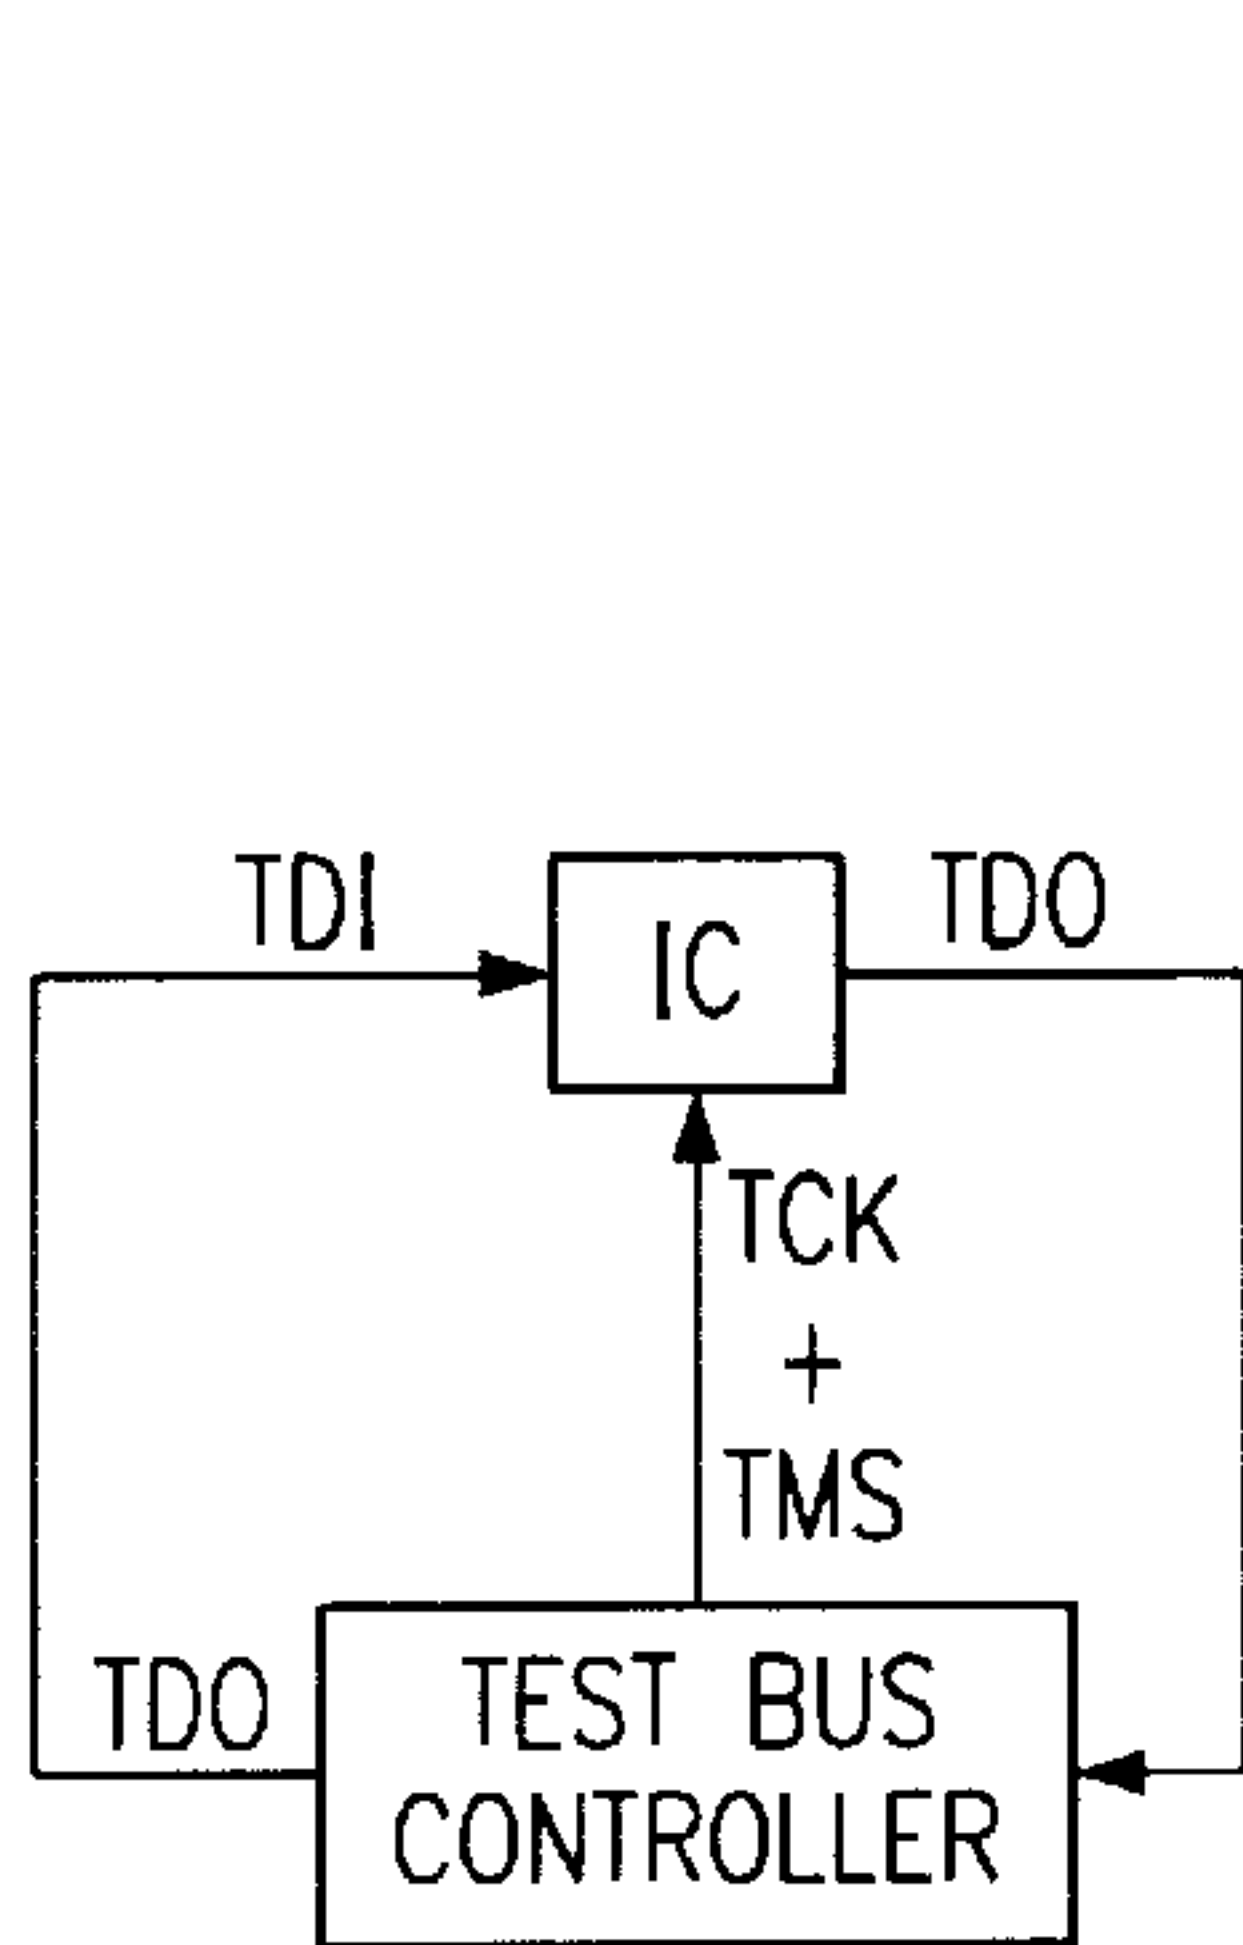 TDI
IC
TDO
TCK
+
TMS
TDO
TEST BUS
CONTROLLER